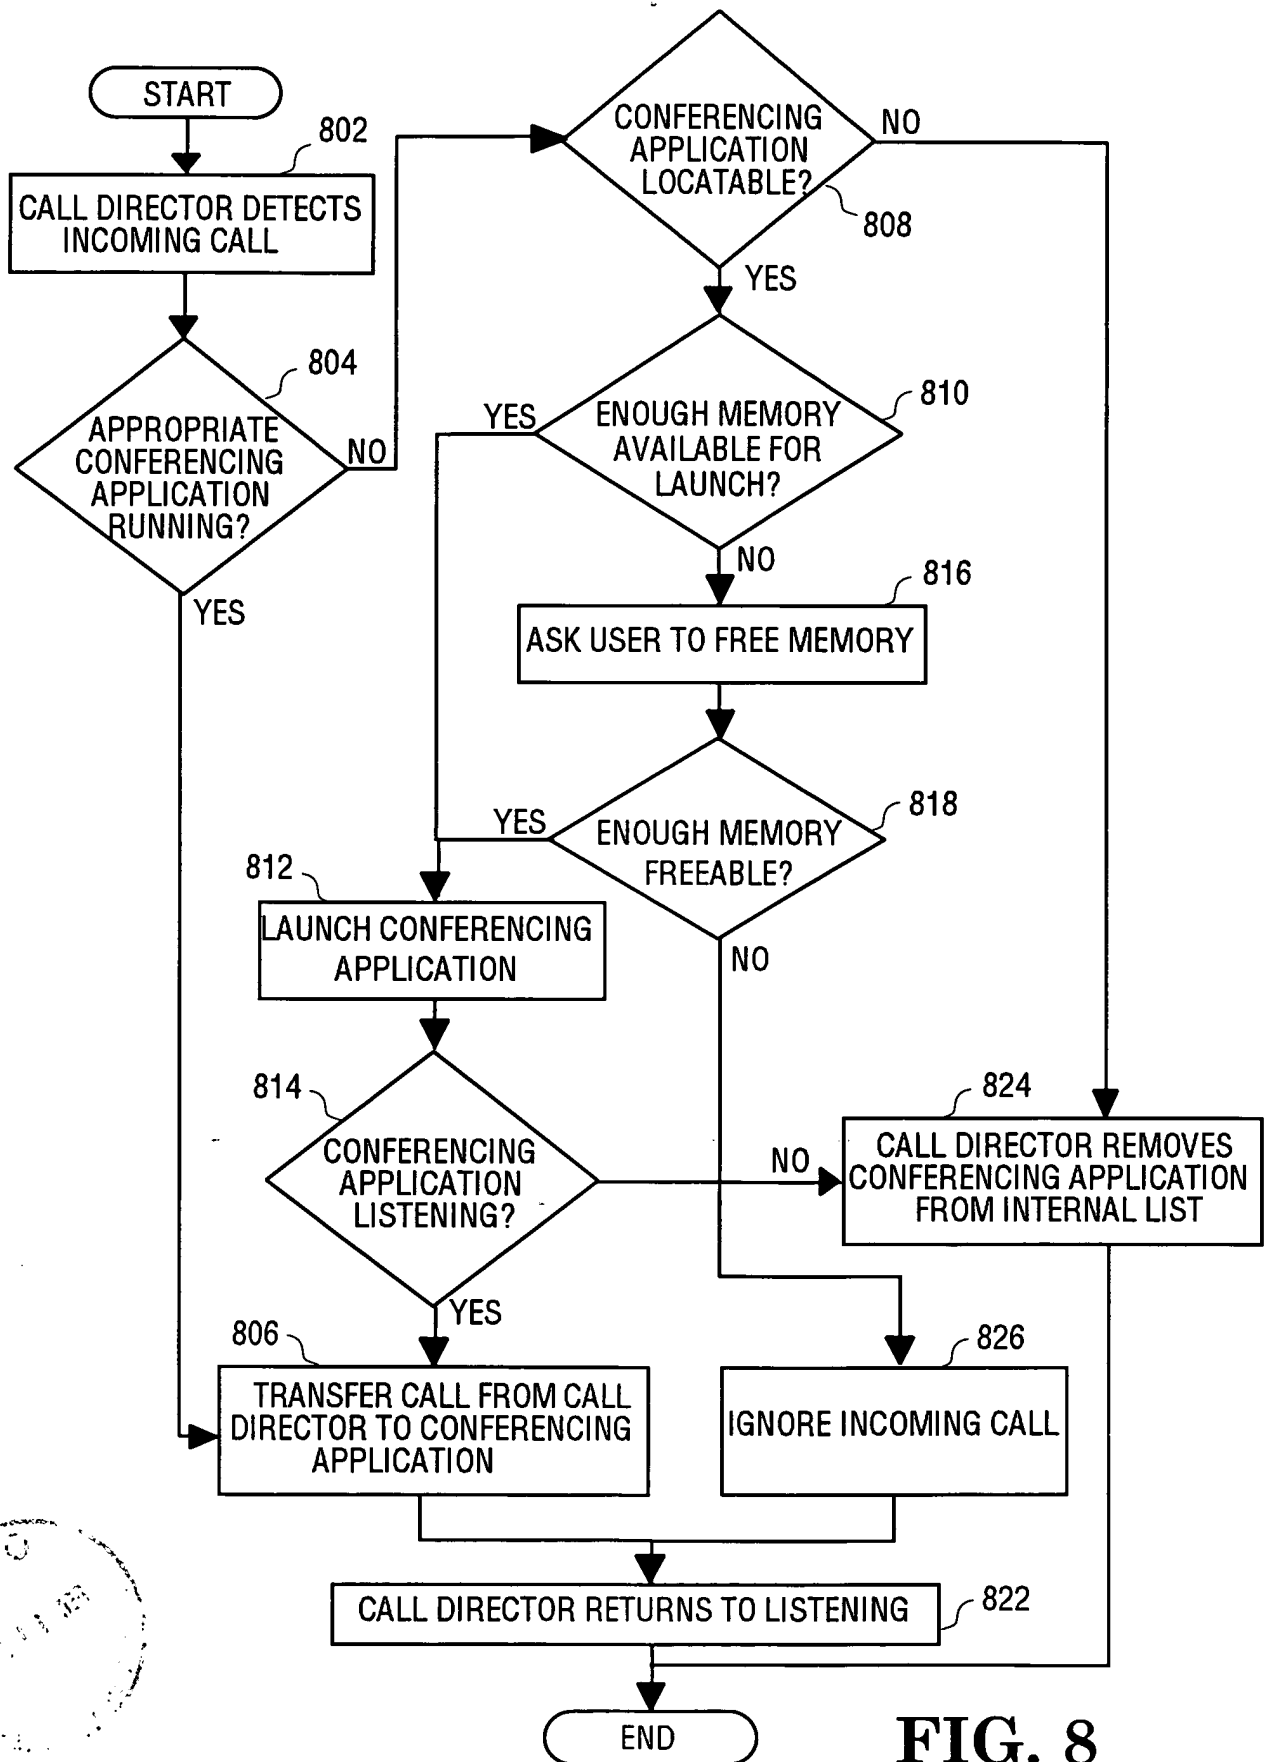 START
802
CALL DIRECTOR DETECTS
INCOMING CALL
804
APPROPRIATE
CONFERENCING
APPLICATION
RUNNING?
NO
YES
CONFERENCING
APPLICATION
LOCATABLE?
NO
808
YES
810
YES
ENOUGH MEMORY
AVAILABLE FOR
LAUNCH?
NO
816
ASK USER TO FREE MEMORY
818
YES
ENOUGH MEMORY
FREEABLE?
NO
812
LAUNCH CONFERENCING
APPLICATION
814
CONFERENCING
APPLICATION
LISTENING?
NO
YES
824
CALL DIRECTOR REMOVES
CONFERENCING APPLICATION
FROM INTERNAL LIST
806
TRANSFER CALL FROM CALL
DIRECTOR TO CONFERENCING
APPLICATION
826
IGNORE INCOMING CALL
CALL DIRECTOR RETURNS TO LISTENING
822
END
FIG. 8